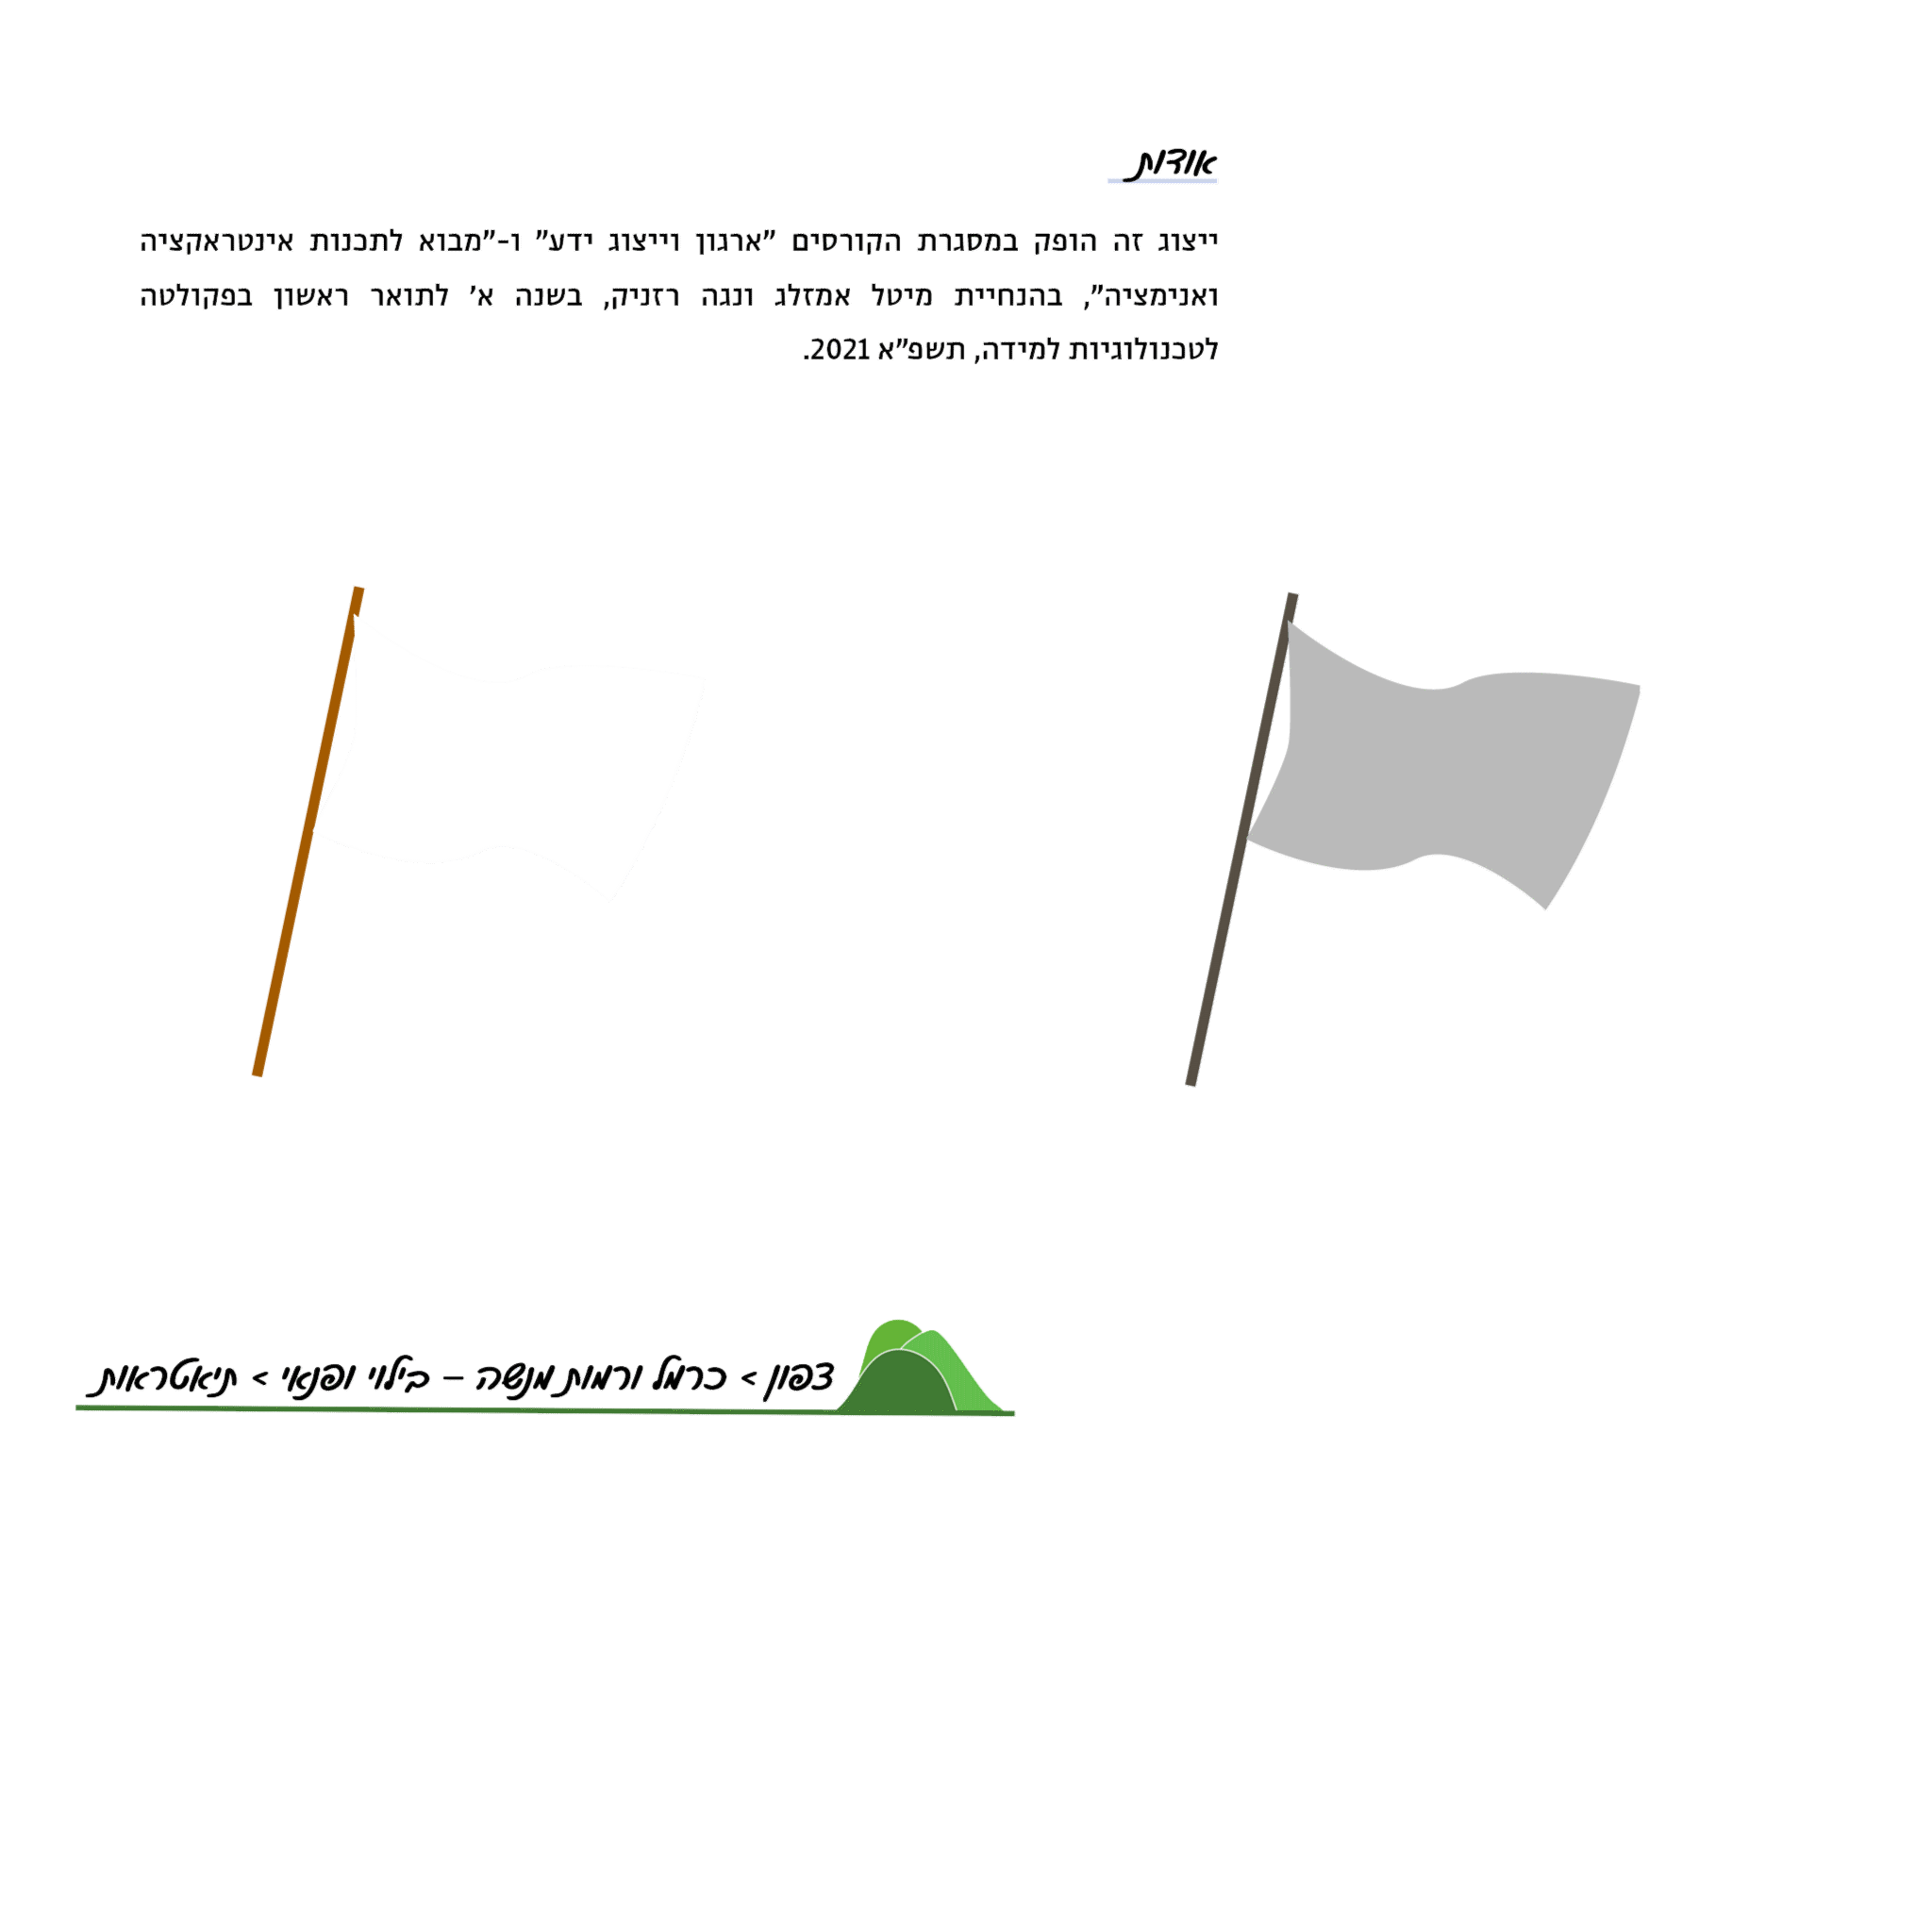 אודות
ייצוג זה הופק במסגרת הקורסים "ארגון וייצוג ידע" ו-"מבוא לתכנות אינטראקציה
ואנימציה", בהנחיית מיטל אמזלג ונגה רזניק, בשנה א' לתואר ראשון בפקולטה
לטכנולוגיות למידה, תשפ"א 2021.
צפון > כרמל ורמות מנשה – בילוי ופנאי > תיאטראות